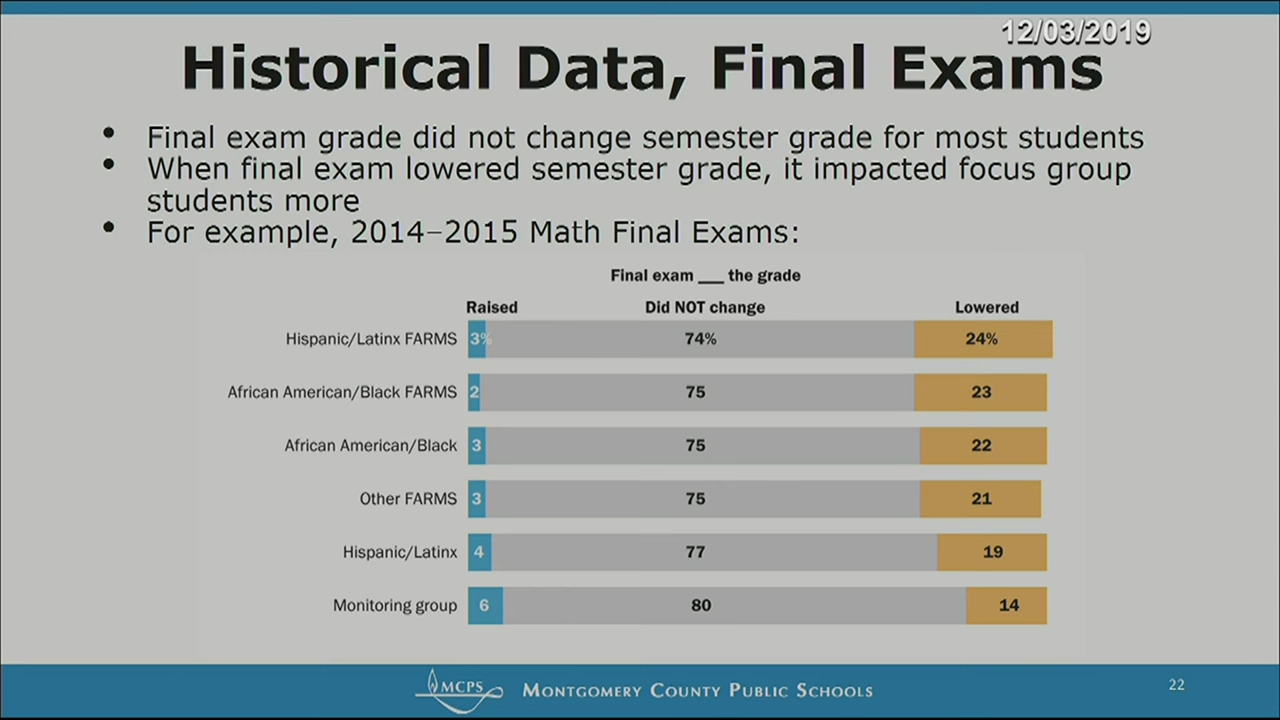 12/03/2019
Historical Data, Final Exams
• Final exam grade did not change semester grade for most students
• When final exam lowered semester grade, it impacted focus group
students more
• For example, 2014–2015 Math Final Exams:
Final exam ___ the grade
Raised Did NOT change Lowered
Hispanic/Latinx FARMS 3% 74% 24%
African American/Black FARMS 2 75 23
African American/Black 3 75 22
Other FARMS 3 75 21
Hispanic/Latinx 4 77 19
Monitoring group 6 80 14
MCPS MONTGOMERY COUNTY PUBLIC SCHOOLS 22